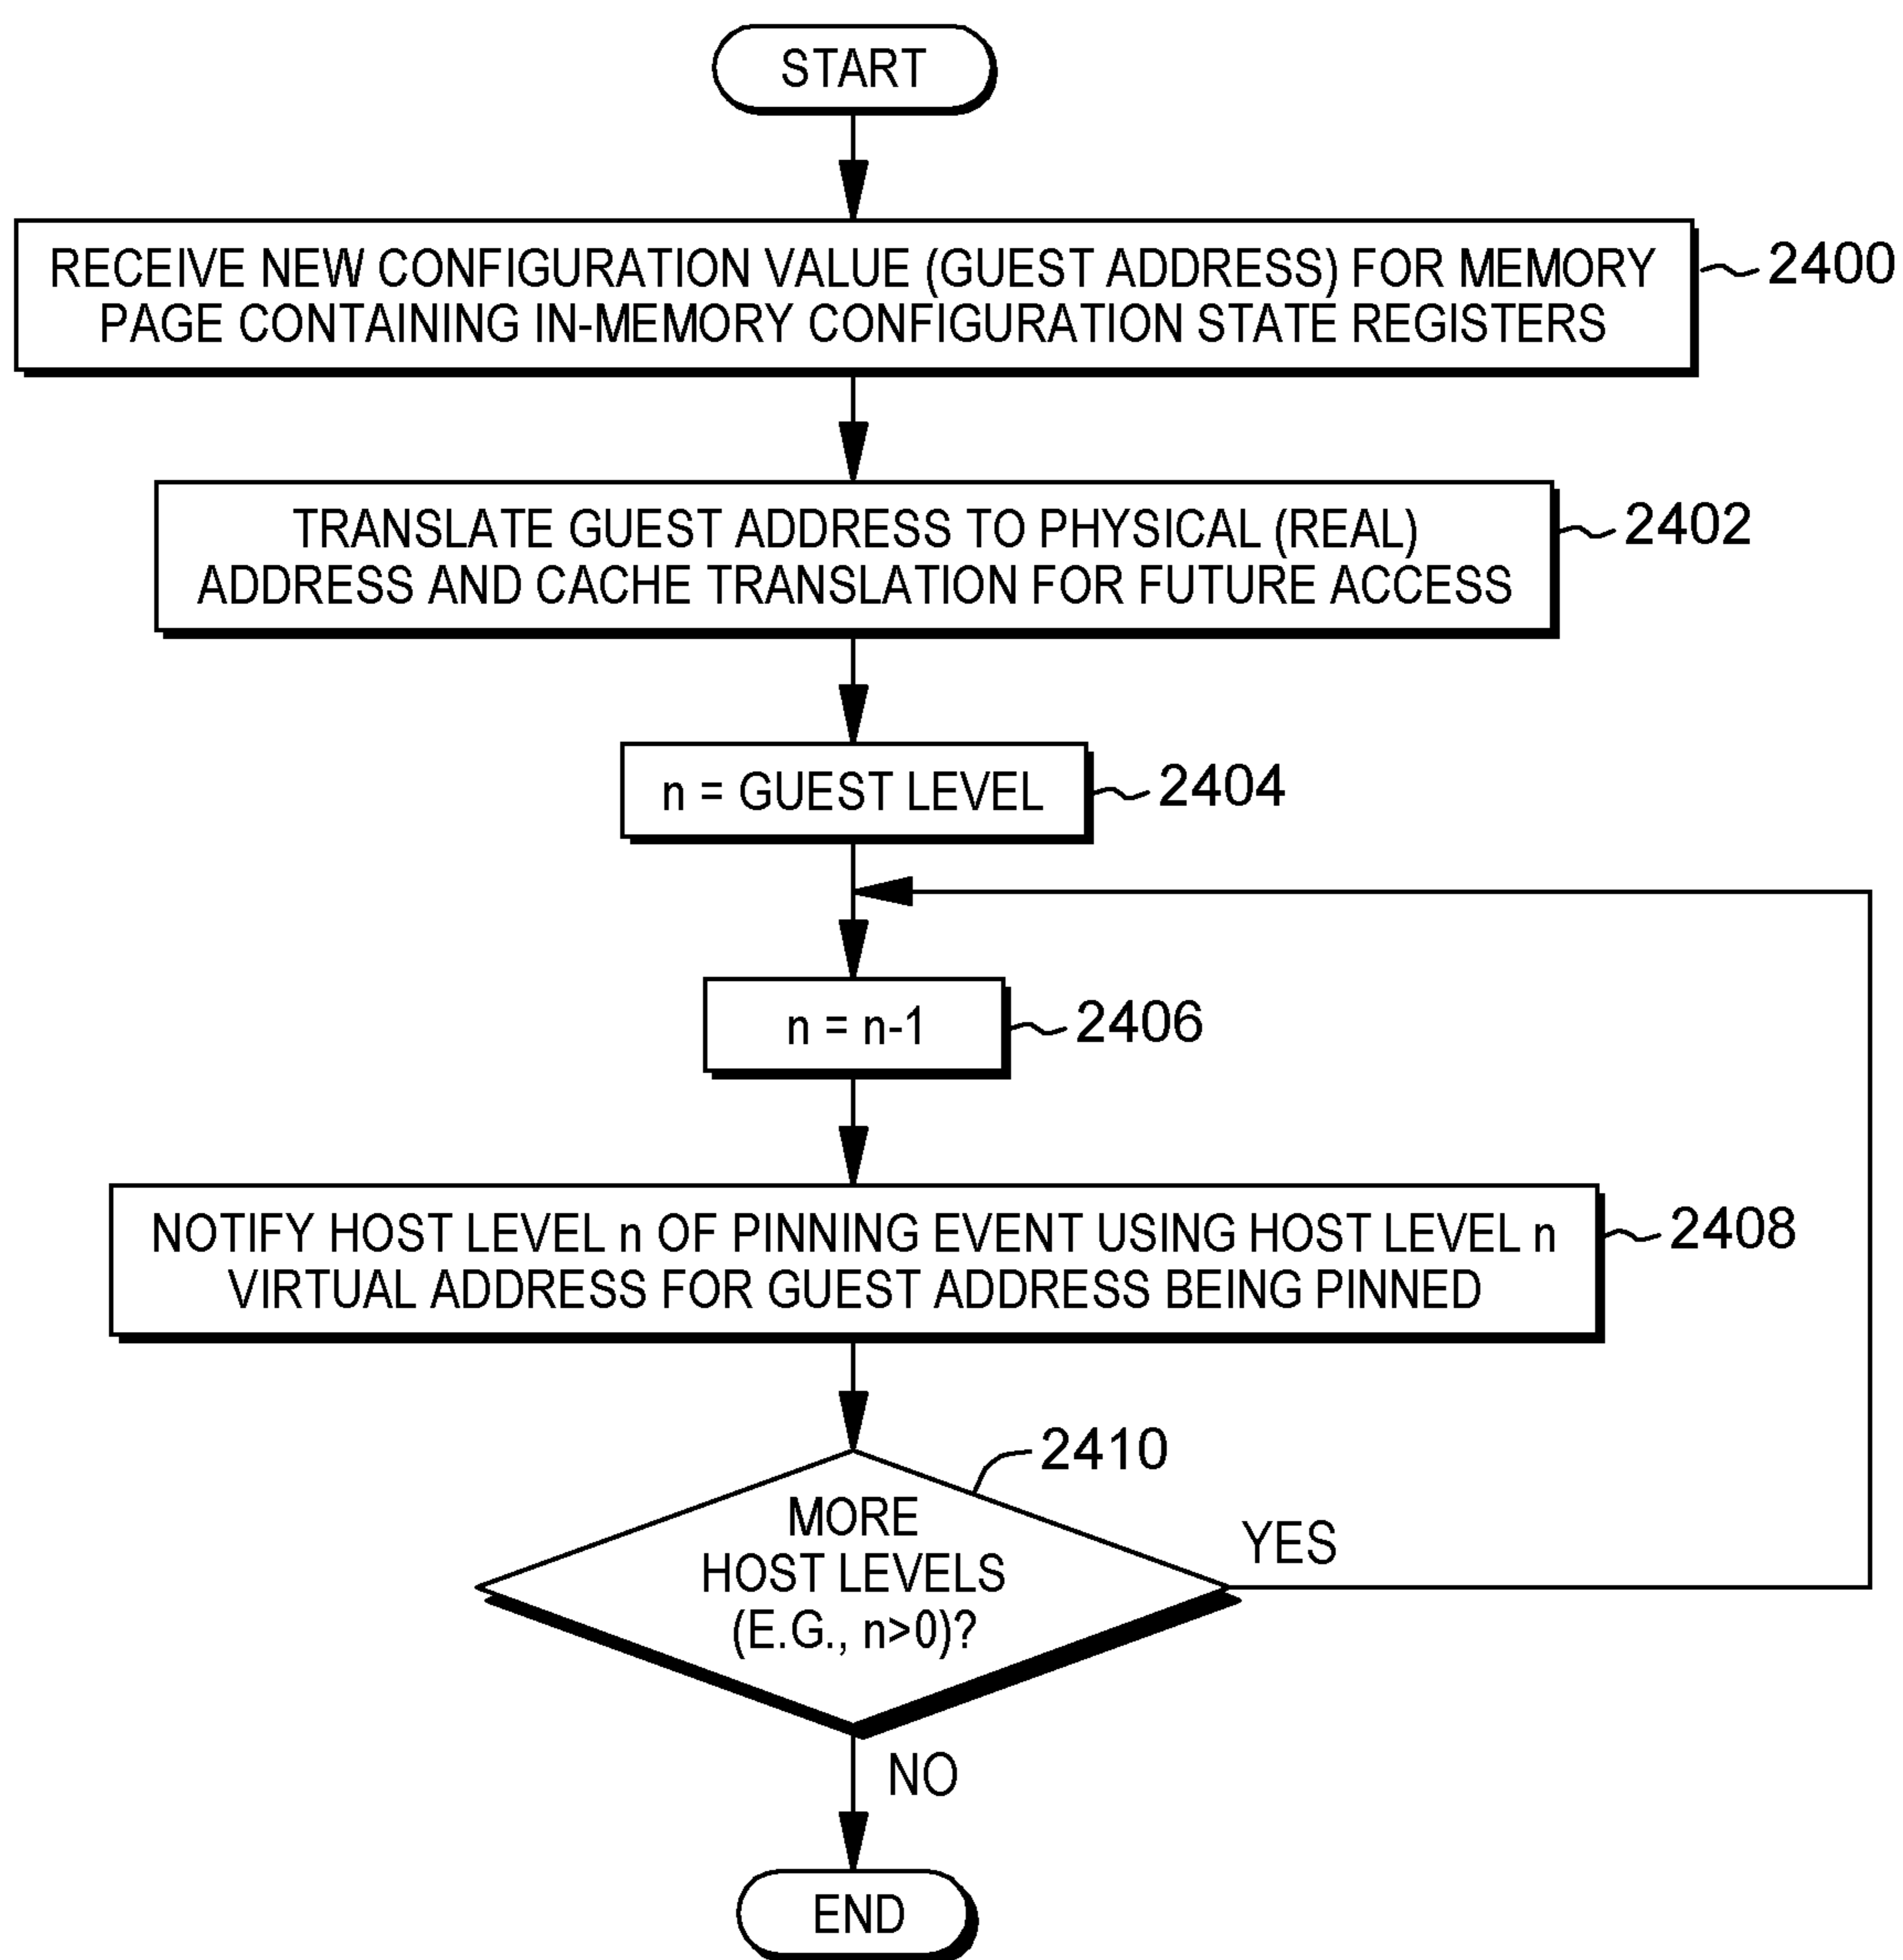 START
RECEIVE NEW CONFIGURATION VALUE (GUEST ADDRESS) FOR MEMORY
PAGE CONTAINING IN-MEMORY CONFIGURATION STATE REGISTERS
2400
TRANSLATE GUEST ADDRESS TO PHYSICAL (REAL)
ADDRESS AND CACHE TRANSLATION FOR FUTURE ACCESS
2402
n = GUEST LEVEL
2404
n = n-1
2406
NOTIFY HOST LEVEL n OF PINNING EVENT USING HOST LEVEL n
VIRTUAL ADDRESS FOR GUEST ADDRESS BEING PINNED
2408
2410
MORE
HOST LEVELS
(E.G., n>0)?
YES
NO
END